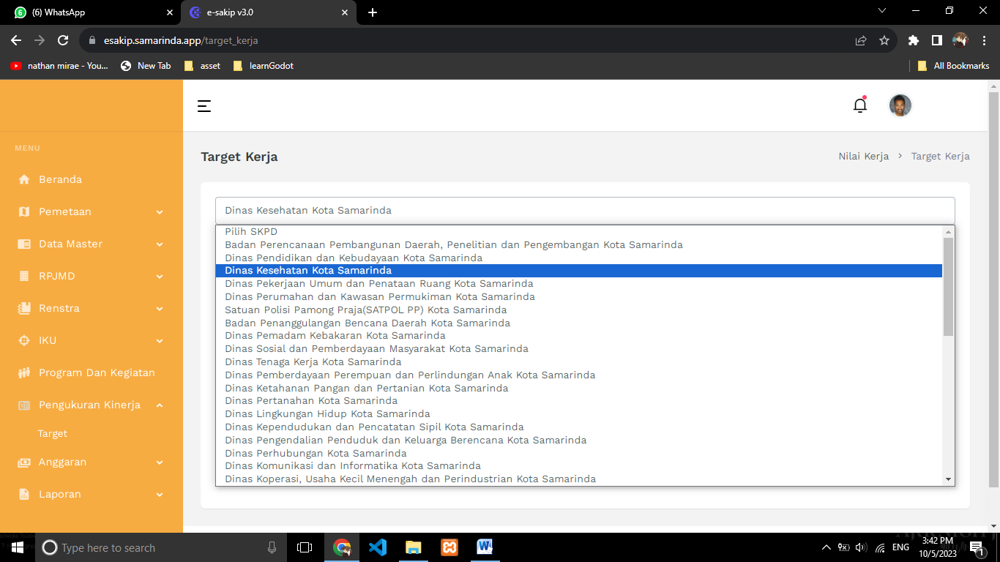 (6) WhatsApp
e-sakip v3.0
esakip.samarinda.app/target_kerja
nathan mirae - You...
New Tab
asset
learnGodot
All Bookmarks
MENU
Beranda
Pemetaan
Data Master
RPJMD
Renstra
IKU
Program Dan Kegiatan
Pengukuran Kinerja
Target
Anggaran
Laporan
Target Kerja
Nilai Kerja > Target Kerja
Dinas Kesehatan Kota Samarinda
Pilih SKPD
Badan Perencanaan Pembangunan Daerah, Penelitian dan Pengembangan Kota Samarinda
Dinas Pendidikan dan Kebudayaan Kota Samarinda
Dinas Kesehatan Kota Samarinda
Dinas Pekerjaan Umum dan Penataan Ruang Kota Samarinda
Dinas Perumahan dan Kawasan Permukiman Kota Samarinda
Satuan Polisi Pamong Praja(SATPOL PP) Kota Samarinda
Badan Penanggulangan Bencana Daerah Kota Samarinda
Dinas Pemadam Kebakaran Kota Samarinda
Dinas Sosial dan Pemberdayaan Masyarakat Kota Samarinda
Dinas Tenaga Kerja Kota Samarinda
Dinas Pemberdayaan Perempuan dan Perlindungan Anak Kota Samarinda
Dinas Ketahanan Pangan dan Pertanian Kota Samarinda
Dinas Pertanahan Kota Samarinda
Dinas Lingkungan Hidup Kota Samarinda
Dinas Kependudukan dan Pencatatan Sipil Kota Samarinda
Dinas Pengendalian Penduduk dan Keluarga Berencana Kota Samarinda
Dinas Perhubungan Kota Samarinda
Dinas Komunikasi dan Informatika Kota Samarinda
Dinas Koperasi, Usaha Kecil Menengah dan Perindustrian Kota Samarinda
Type here to search
ENG
3:42 PM
10/5/2023
1